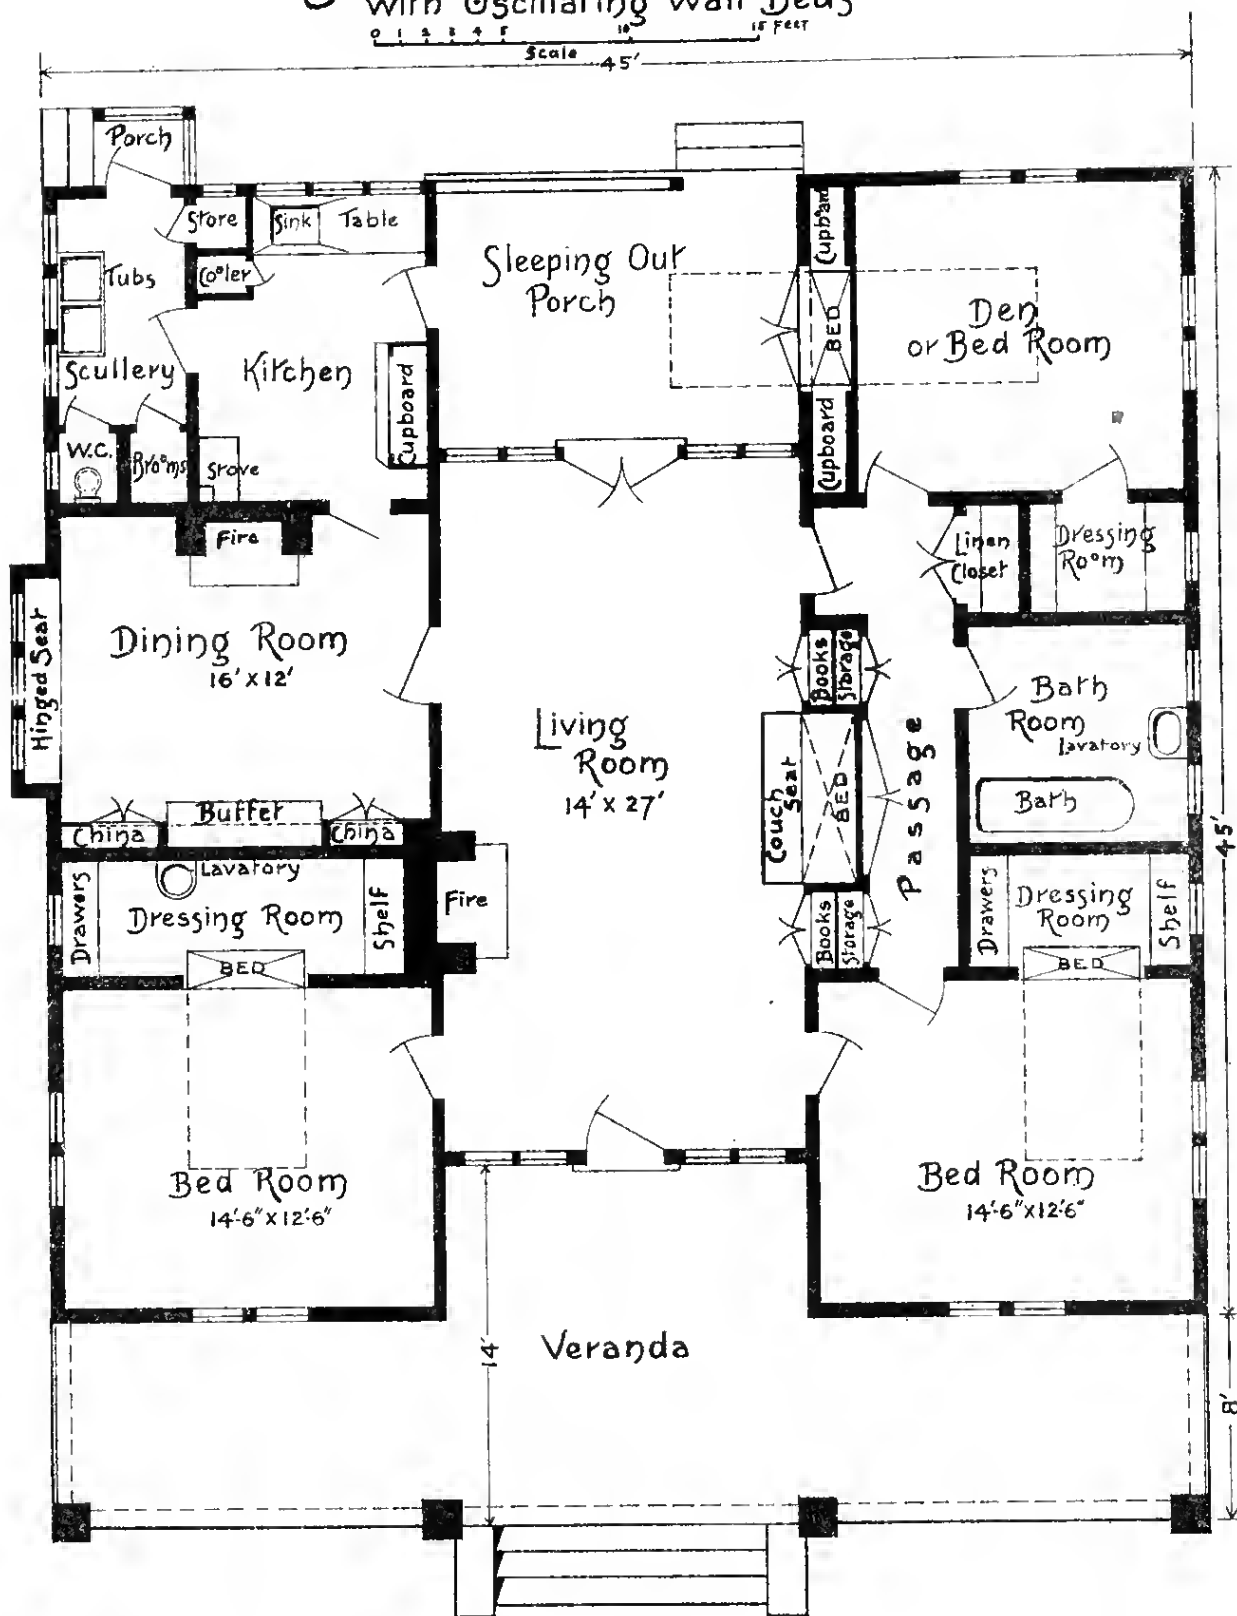 With Oscillating Wall Beds
0 1 2 3 4 5 10 15 FEET
Scale
45'
Porch
Store
Sink
Table
Tubs
Cooler
Scullery
Kitchen
Cupboard
W.C.
Brooms
Stove
Sleeping Out
Porch
Cupboard
BED
Cupboard
Den
or Bed Room
Fire
Linen
Closet
Dressing
Room
Hinged Seat
Dining Room
16' X 12'
Books
Storage
Bath
Room
Lavatory
Living
Room
14' X 27'
Couch
Seat
BED
Passage
Bath
45'
Buffet
China
China
Lavatory
Drawers
Dressing Room
Shelf
BED
Fire
Books
Storage
Drawers
Dressing
Room
Shelf
BED
Bed Room
14'-6" X 12'-6"
Bed Room
14'-6" X 12'-6"
14'
Veranda
8'